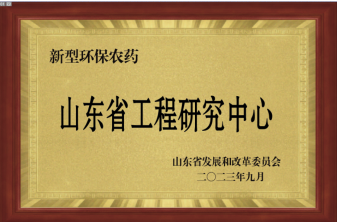 新型环保农药
山东省工程研究中心
山东省发展和改革委员会
二〇二三年九月